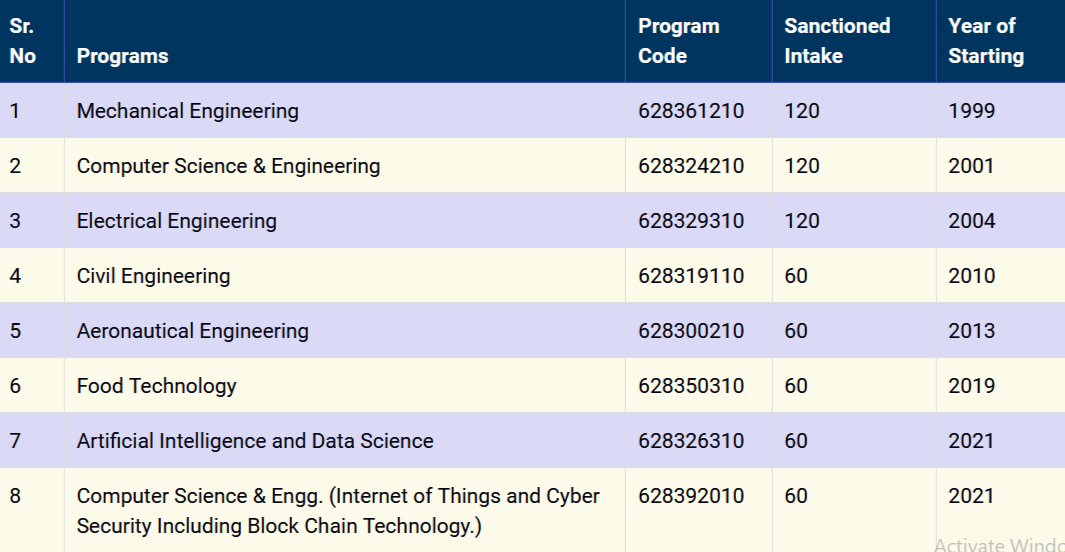 Sr. No Programs Program Code Sanctioned Intake Year of Starting
1 Mechanical Engineering 628361210 120 1999
2 Computer Science & Engineering 628324210 120 2001
3 Electrical Engineering 628329310 120 2004
4 Civil Engineering 628319110 60 2010
5 Aeronautical Engineering 628300210 60 2013
6 Food Technology 628350310 60 2019
7 Artificial Intelligence and Data Science 628326310 60 2021
8 Computer Science & Engg. (Internet of Things and Cyber 628392010 60 2021
Security Including Block Chain Technology.)
Activate